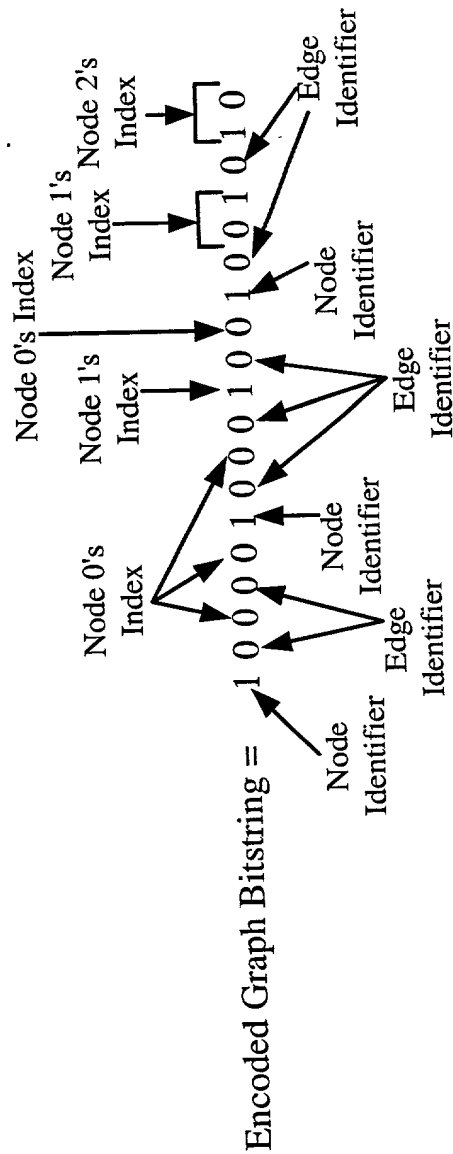 Node 0's Index
Node 0's
Index
Node 1's
Index
Node 1's
Index
Node 2's
Index
Encoded Graph Bitstring = 1 0 0 0 0 1 0 0 0 1 0 0 1 0 0 1 0 1 0
Node
Identifier
Edge
Identifier
Node
Identifier
Edge
Identifier
Node
Identifier
Edge
Identifier